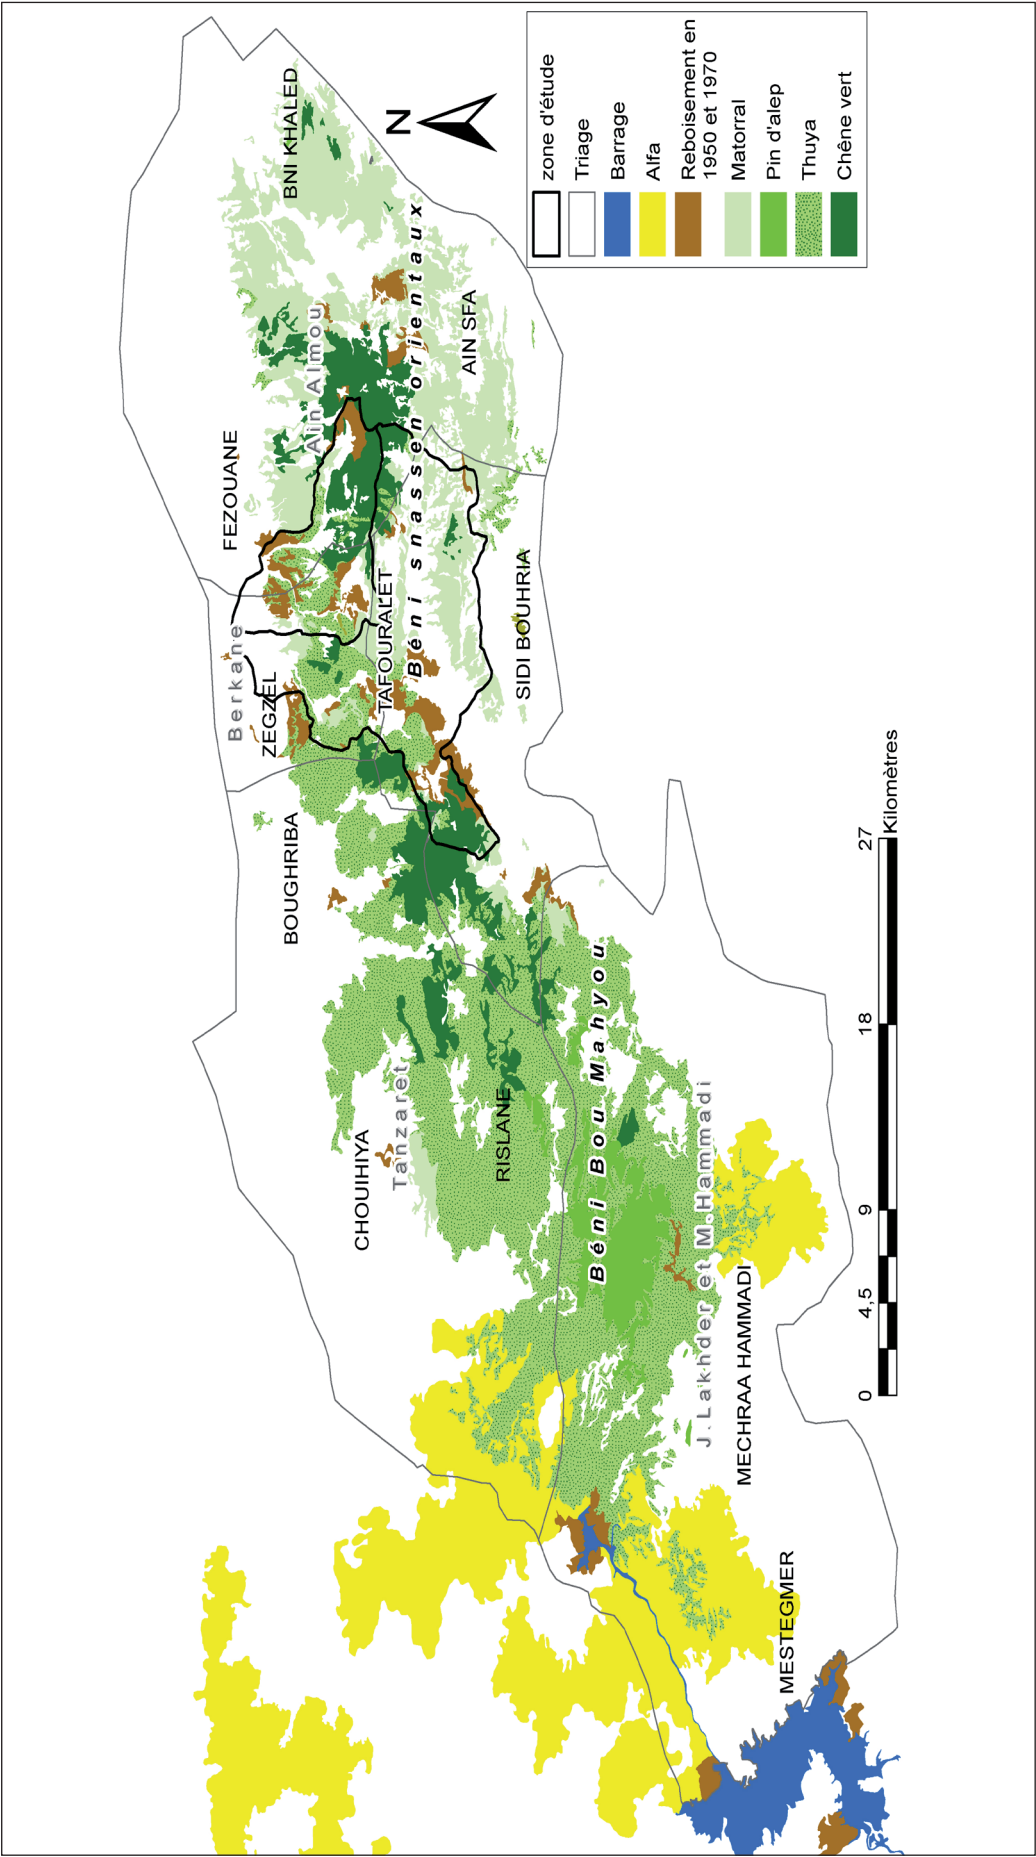 BNI KHALED
N
FEZOUANE
Ain Almou
Béni snassen orientaux
AIN SFA
Berkane
ZEGZEL
TAFOURALET
SIDI BOUHRIA
BOUGHRIBA
CHOUIHIYA
Tanzaret
RISLANE
Béni Bou Mahyou
J.Lakhder et M.Hammadi
MECHRAA HAMMADI
MESTEGMER
zone d'étude
Triage
Barrage
Alfa
Reboisement en
1950 et 1970
Matorral
Pin d'alep
Thuya
Chêne vert
0 4,5 9 18 27
Kilomètres